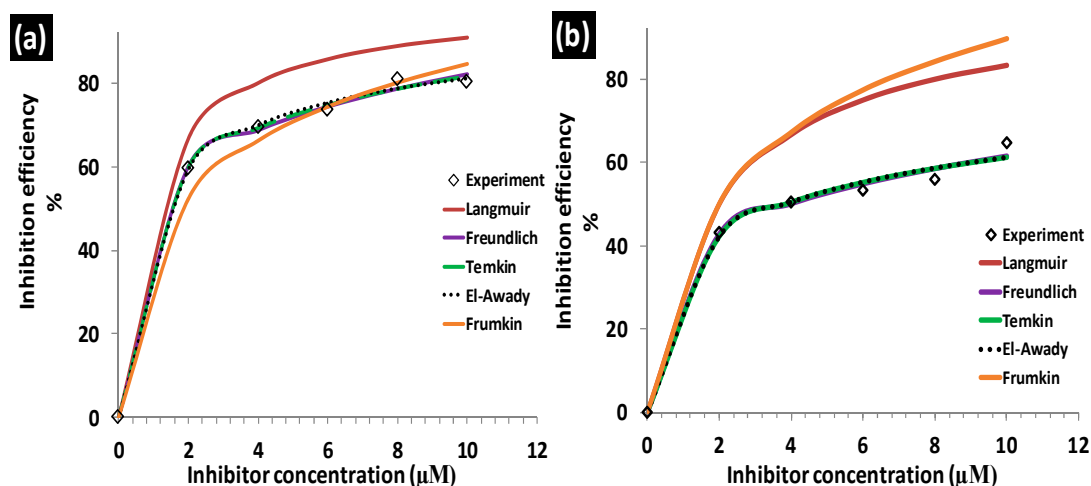 (a)
Inhibition efficiency
%
80
60
40
20
0
0 2 4 6 8 10 12
Inhibitor concentration (µM)
Experiment
Langmuir
Freundlich
Temkin
El-Awady
Frumkin
(b)
Inhibition efficiency
%
80
60
40
20
0
0 2 4 6 8 10 12
Inhibitor concentration (µM)
Experiment
Langmuir
Freundlich
Temkin
El-Awady
Frumkin